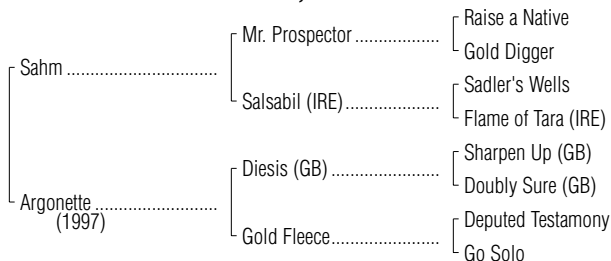 Raise a Native
Mr. Prospector ..................
Gold Digger
Sahm ................................
Sadler's Wells
Salsabil (IRE)....................
Flame of Tara (IRE)
Sharpen Up (GB)
Diesis (GB) .......................
Doubly Sure (GB)
Argonette ..........................
(1997)
Deputed Testamony
Gold Fleece.......................
Go Solo